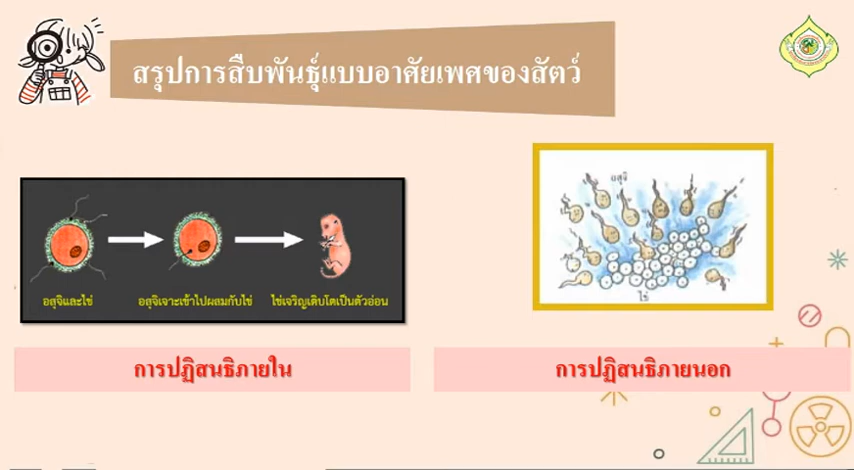 สรุปการสืบพันธุ์แบบอาศัยเพศของสัตว์
อสุจิและไข่
อสุจิเจาะเข้าไปผสมกับไข่
ไข่เจริญเติบโตเป็นตัวอ่อน
อสุจิ
ไข่
การปฏิสนธิภายใน
การปฏิสนธิภายนอก